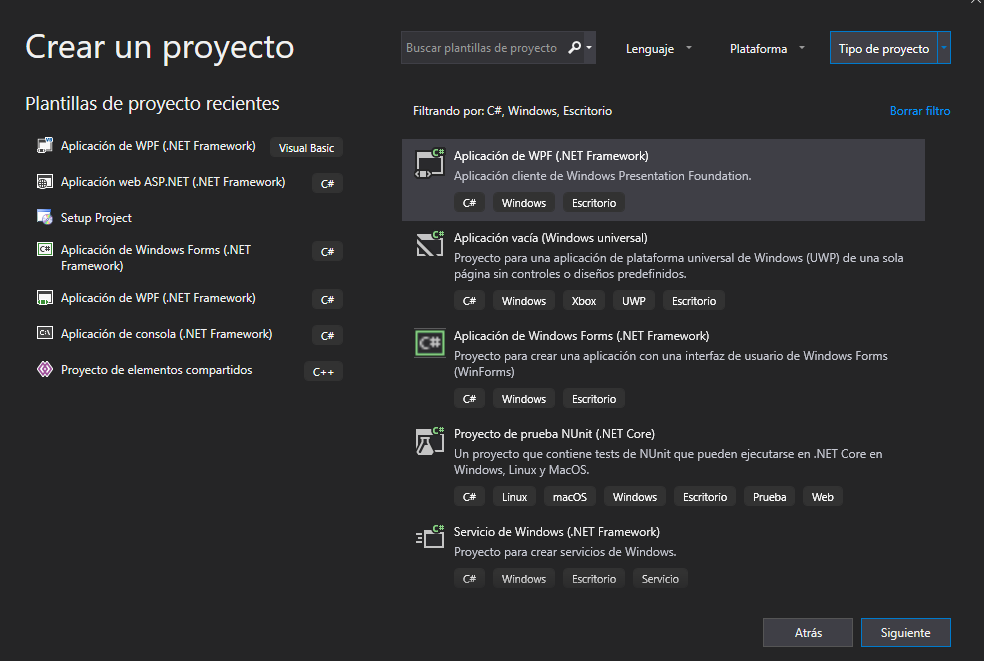 Crear un proyecto
Buscar plantillas de proyecto
Lenguaje
Plataforma
Tipo de proyecto
Plantillas de proyecto recientes
Aplicación de WPF (.NET Framework)
Visual Basic
Aplicación web ASP.NET (.NET Framework)
C#
Setup Project
Aplicación de Windows Forms (.NET
Framework)
C#
Aplicación de WPF (.NET Framework)
C#
Aplicación de consola (.NET Framework)
C#
Proyecto de elementos compartidos
C++
Filtrando por: C#, Windows, Escritorio
Borrar filtro
Aplicación de WPF (.NET Framework)
Aplicación cliente de Windows Presentation Foundation.
C# Windows Escritorio
Aplicación vacía (Windows universal)
Proyecto para una aplicación de plataforma universal de Windows (UWP) de una sola
página sin controles o diseños predefinidos.
C# Windows Xbox UWP Escritorio
Aplicación de Windows Forms (.NET Framework)
Proyecto para crear una aplicación con una interfaz de usuario de Windows Forms
(WinForms)
C# Windows Escritorio
Proyecto de prueba NUnit (.NET Core)
Un proyecto que contiene tests de NUnit que pueden ejecutarse en .NET Core en
Windows, Linux y MacOS.
C# Linux macOS Windows Escritorio Prueba Web
Servicio de Windows (.NET Framework)
Proyecto para crear servicios de Windows.
C# Windows Escritorio Servicio
Atrás
Siguiente